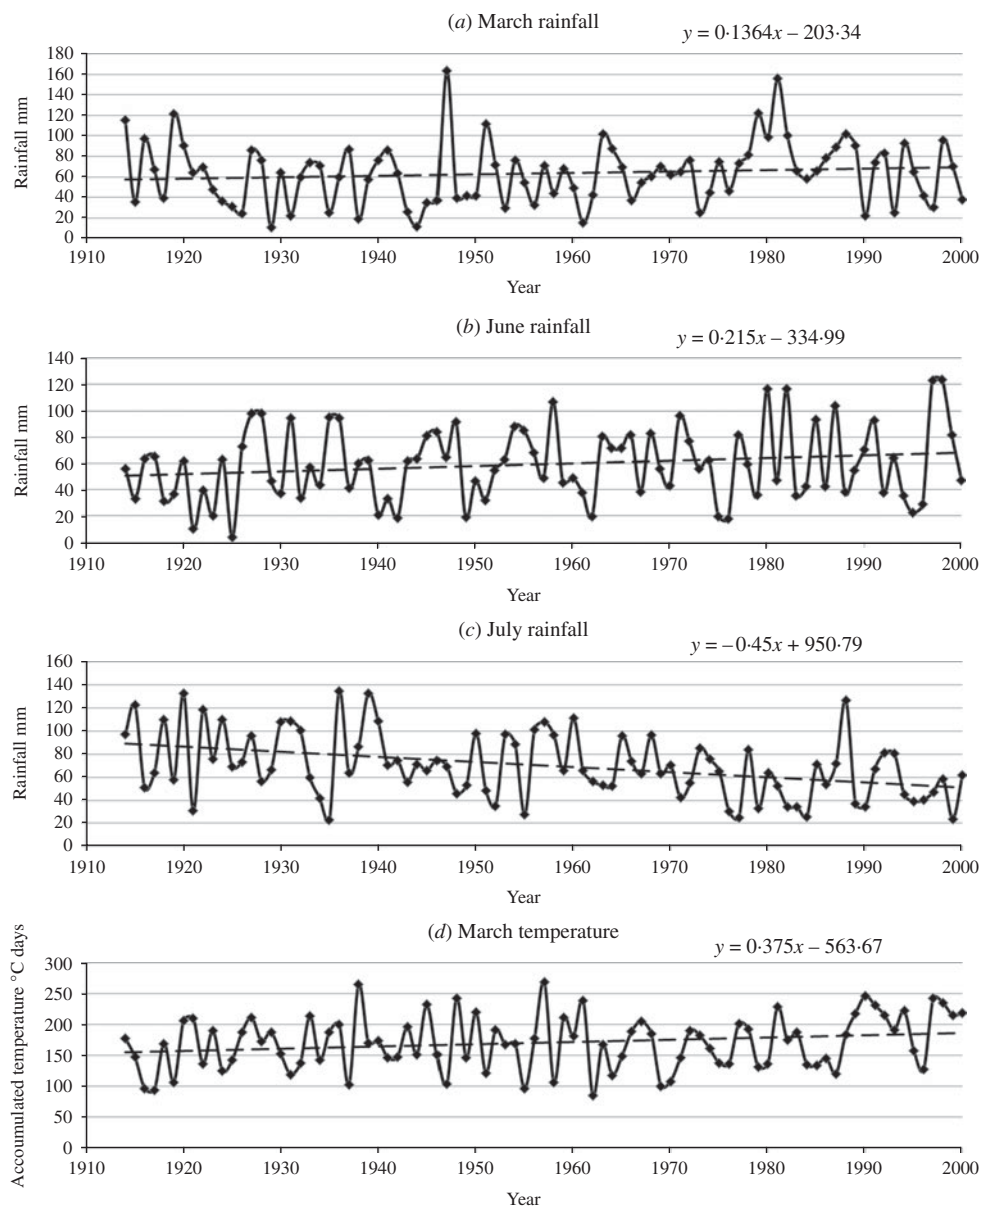 (a) March rainfall
y = 0·1364x – 203·34
Rainfall mm
180
160
140
120
100
80
60
40
20
0
1910 1920 1930 1940 1950 1960 1970 1980 1990 2000
Year
(b) June rainfall
y = 0·215x – 334·99
140
120
100
80
60
40
20
0
1910 1920 1930 1940 1950 1960 1970 1980 1990 2000
Year
(c) July rainfall
y = –0·45x + 950·79
Rainfall mm
160
140
120
100
80
60
40
20
0
1910 1920 1930 1940 1950 1960 1970 1980 1990 2000
Year
(d) March temperature
y = 0·375x – 563·67
Accoumulated temperature °C days
300
250
200
150
100
50
0
1910 1920 1930 1940 1950 1960 1970 1980 1990 2000
Year